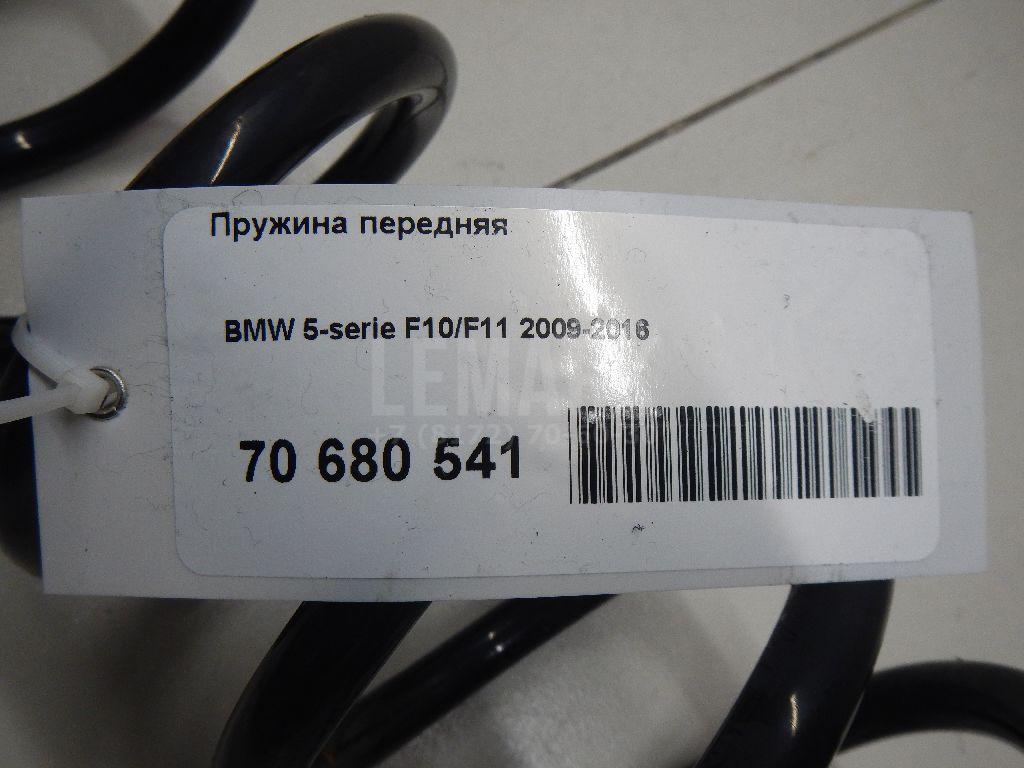 Пружина передняя
BMW 5-serie F10/F11 2009-2016
70 680 541